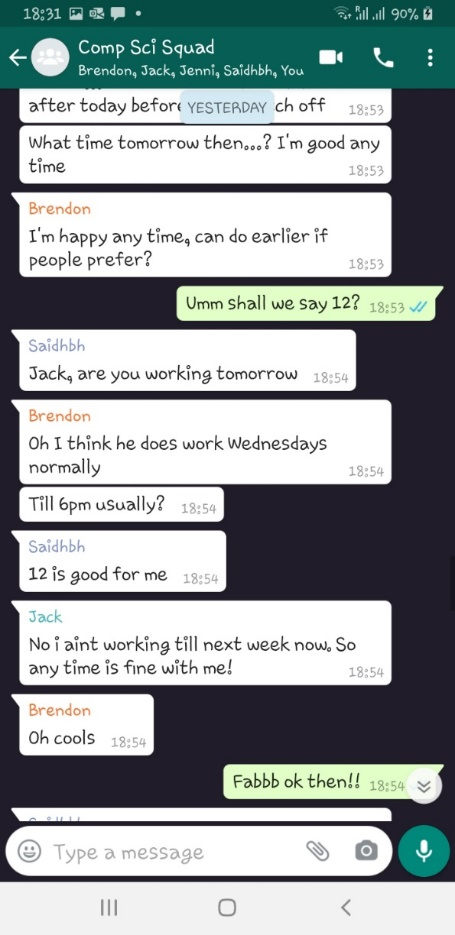 18:31 90%
Comp Sci Squad
Brendon, Jack, Jenni, Saidhbh, You
after today before ch off 18:53
YESTERDAY
What time tomorrow then...? I'm good any
time 18:53
Brendon
I'm happy any time, can do earlier if
people prefer? 18:53
Umm shall we say 12? 18:53
Saidhbh
Jack, are you working tomorrow 18:54
Brendon
Oh I think he does work Wednesdays
normally 18:54
Till 6pm usually? 18:54
Saidhbh
12 is good for me 18:54
Jack
No i aint working till next week now. So
any time is fine with me! 18:54
Brendon
Oh cools 18:54
Fabbb ok then!! 18:54
Type a message